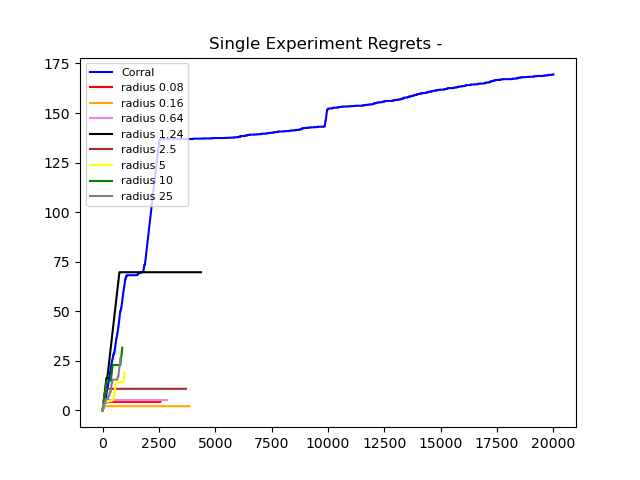 Single Experiment Regrets -
175
150
125
100
75
50
25
0
Corral
radius 0.08
radius 0.16
radius 0.64
radius 1.24
radius 2.5
radius 5
radius 10
radius 25
0 2500 5000 7500 10000 12500 15000 17500 20000